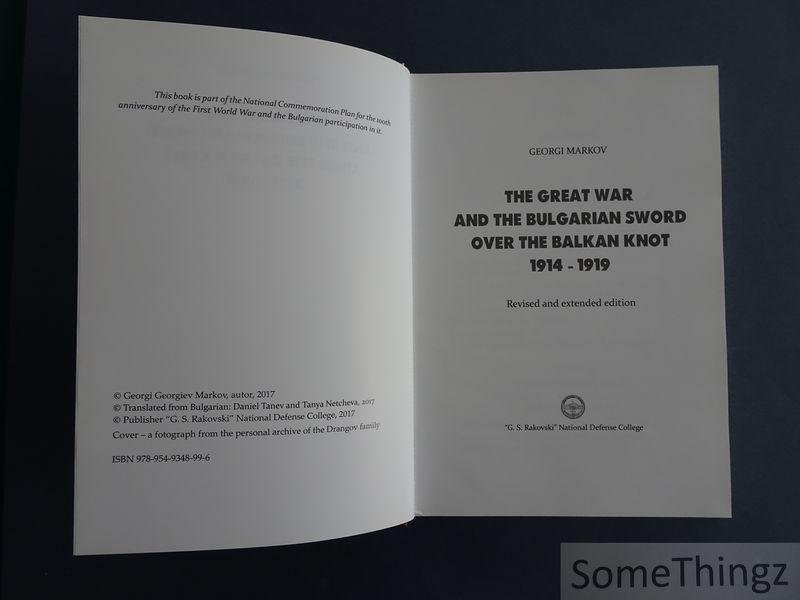 This book is part of the National Commemoration Plan for the 100th
anniversary of the First World War and the Bulgarian participation in it.
© Georgi Georgiev Markov, autor, 2017
© Translated from Bulgarian: Daniel Tanev and Tanya Netcheva, 2017
© Publisher "G. S. Rakovski" National Defense College, 2017
Cover – a fotograph from the personal archive of the Drangov family
ISBN 978-954-9348-99-6
GEORGI MARKOV
THE GREAT WAR
AND THE BULGARIAN SWORD
OVER THE BALKAN KNOT
1914 - 1919
Revised and extended edition
"G. S. Rakovski" National Defense College
SomeThingz